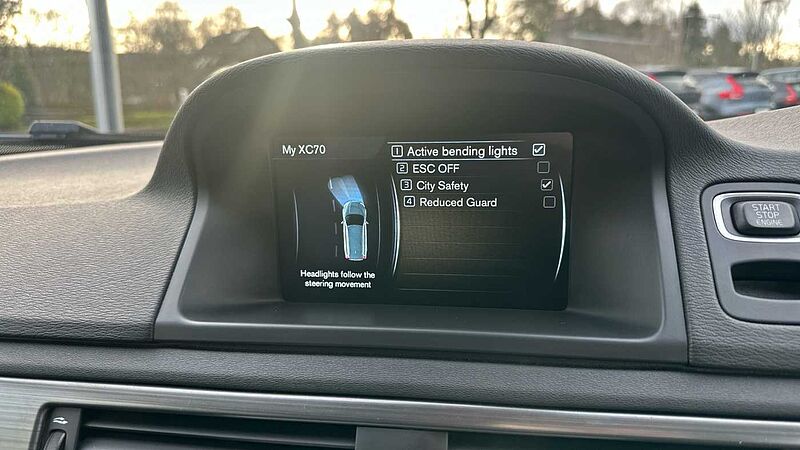 My XC70
1 Active bending lights
2 ESC OFF
3 City Safety
4 Reduced Guard
Headlights follow the
steering movement
START
STOP
ENGINE